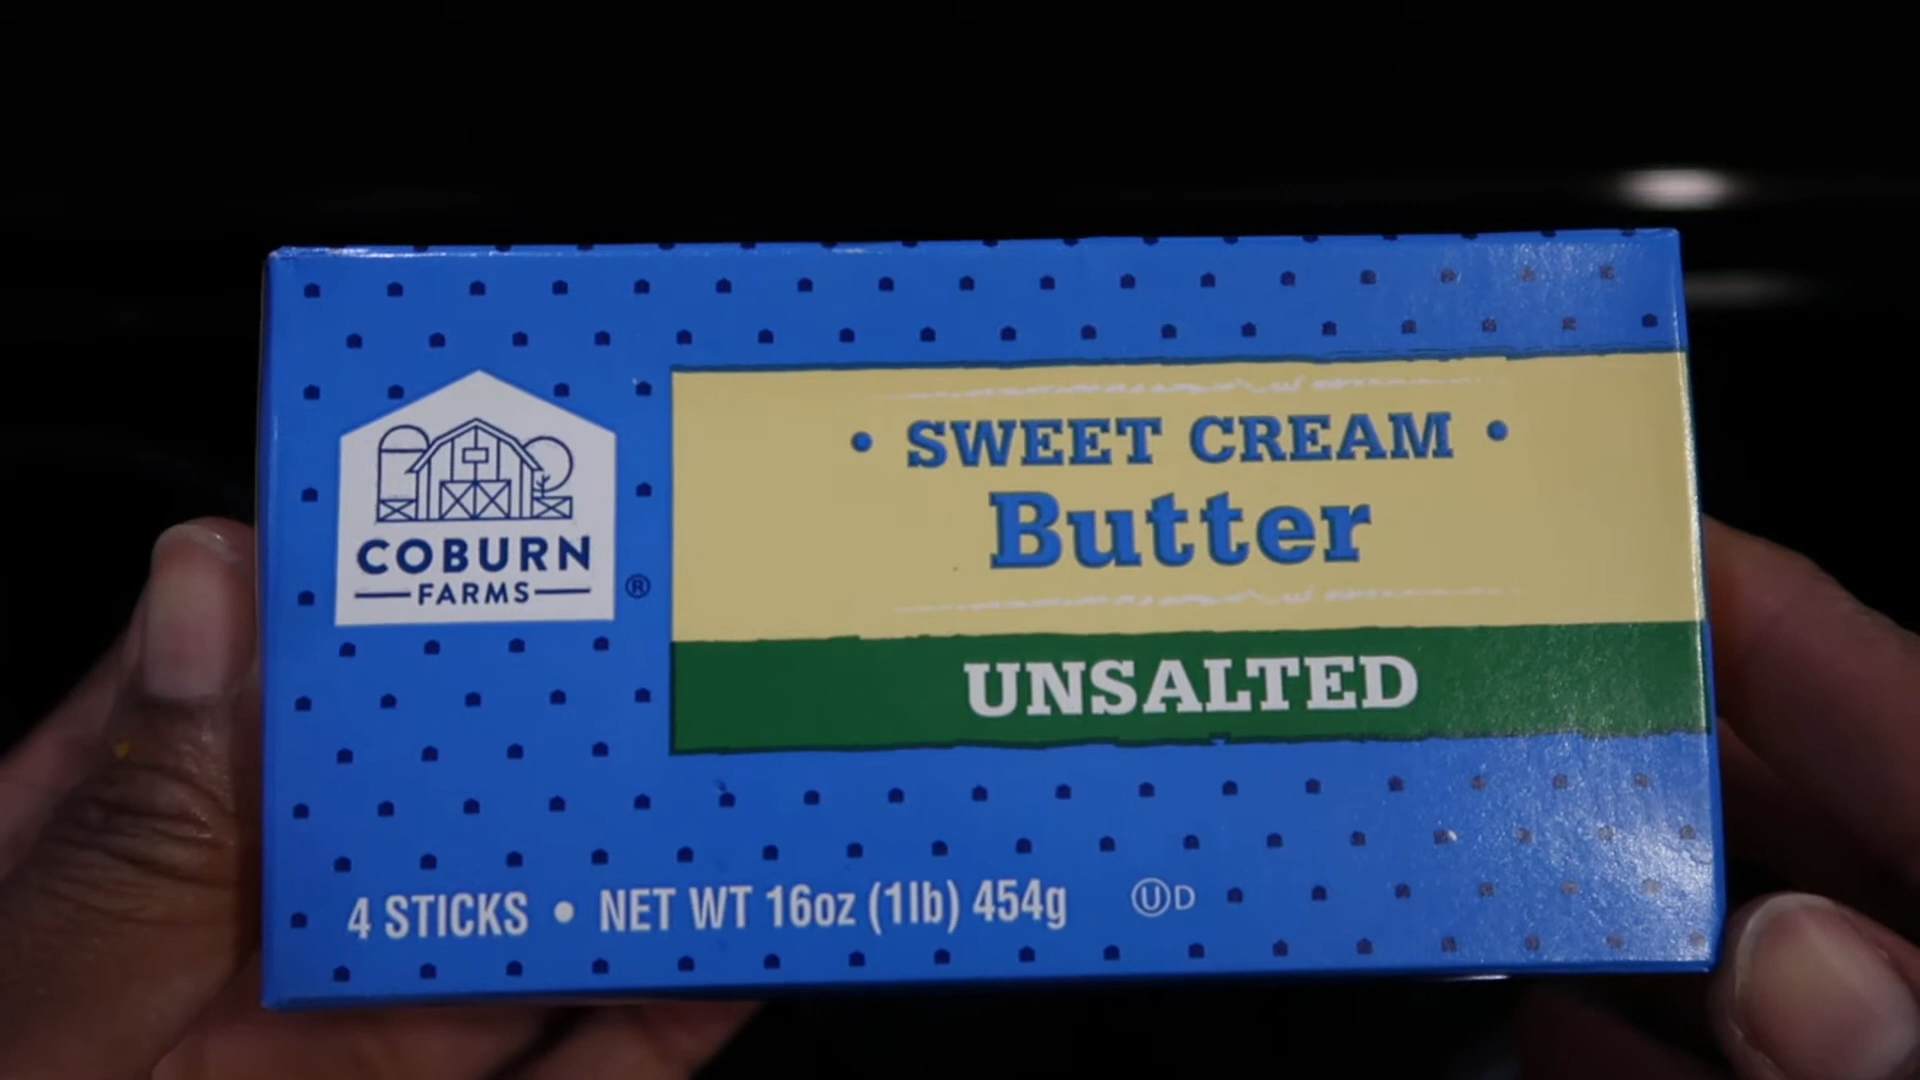 COBURN
FARMS
®
• SWEET CREAM •
Butter
UNSALTED
4 STICKS • NET WT 16oz (1lb) 454g
Ⓤ D